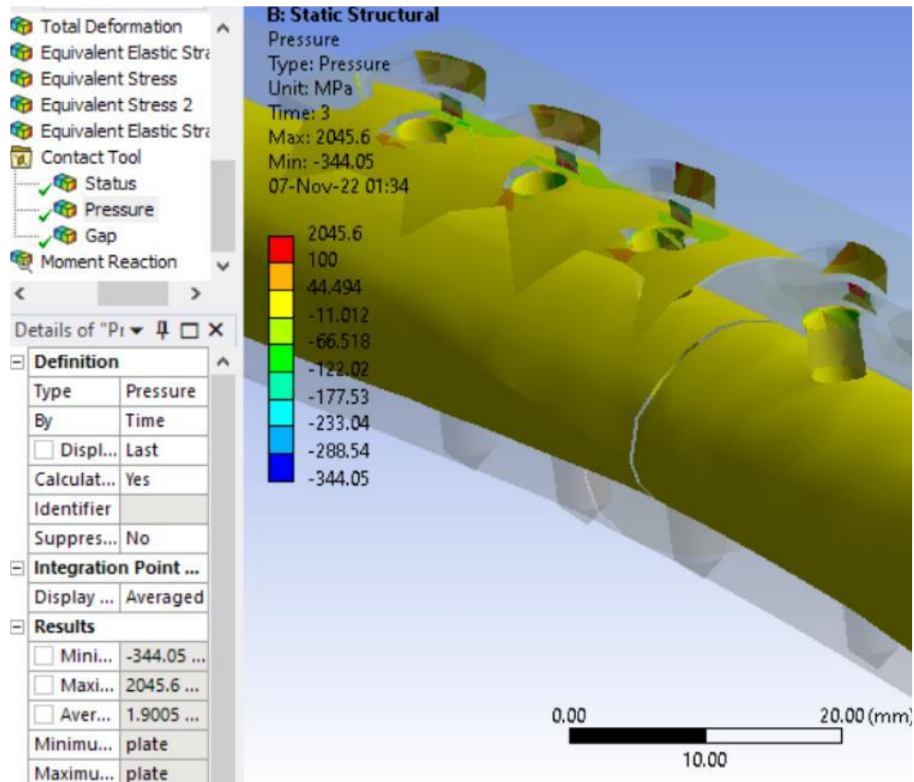 Total Deformation
Equivalent Elastic Stra
Equivalent Stress
Equivalent Stress 2
Equivalent Elastic Stra
Contact Tool
Status
Pressure
Gap
Moment Reaction
Details of "Pr
Definition
Type Pressure
By Time
Displ... Last
Calculat... Yes
Identifier
Suppres... No
Integration Point ...
Display ... Averaged
Results
Mini... -344.05 ...
Maxi... 2045.6 ...
Aver... 1.9005 ...
Minimu... plate
Maximu... plate
B: Static Structural
Pressure
Type: Pressure
Unit: MPa
Time: 3
Max: 2045.6
Min: -344.05
07-Nov-22 01:34
2045.6
100
44.494
-11.012
-66.518
-122.02
-177.53
-233.04
-288.54
-344.05
0.00 20.00 (mm)
10.00